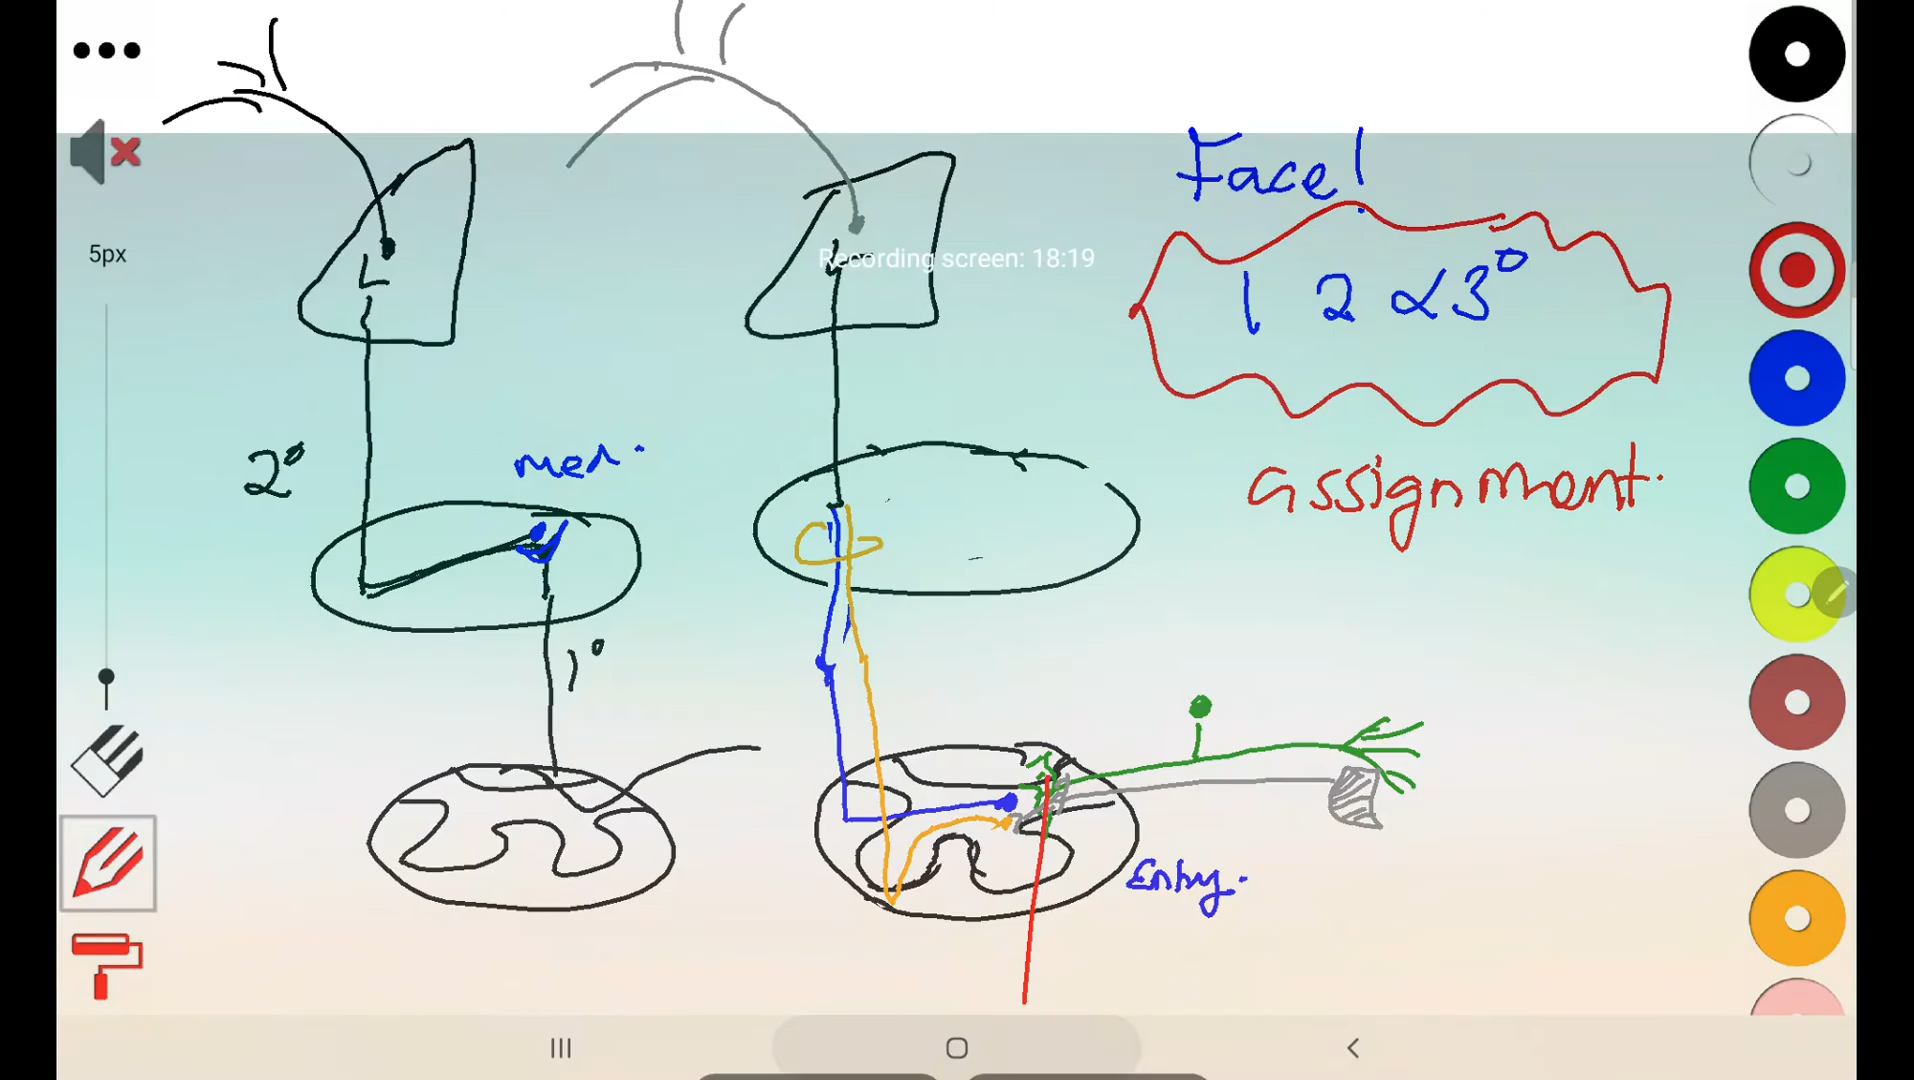 5px
Face!
Recording screen: 18:19
1 2 & 3°
2°
med.
assignment.
1°
Entry.